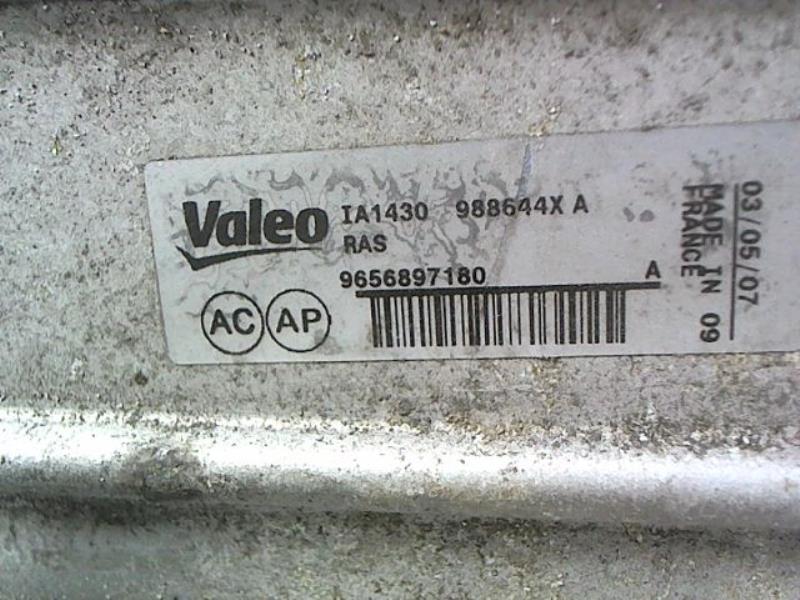 Valeo
IA1430 988644X A
RAS
9656897180 A
AC AP
03/05/07
MADE IN 09
FRANCE